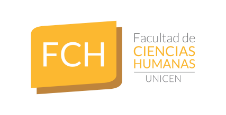 FCH
Facultad de
CIENCIAS
HUMANAS
UNICEN